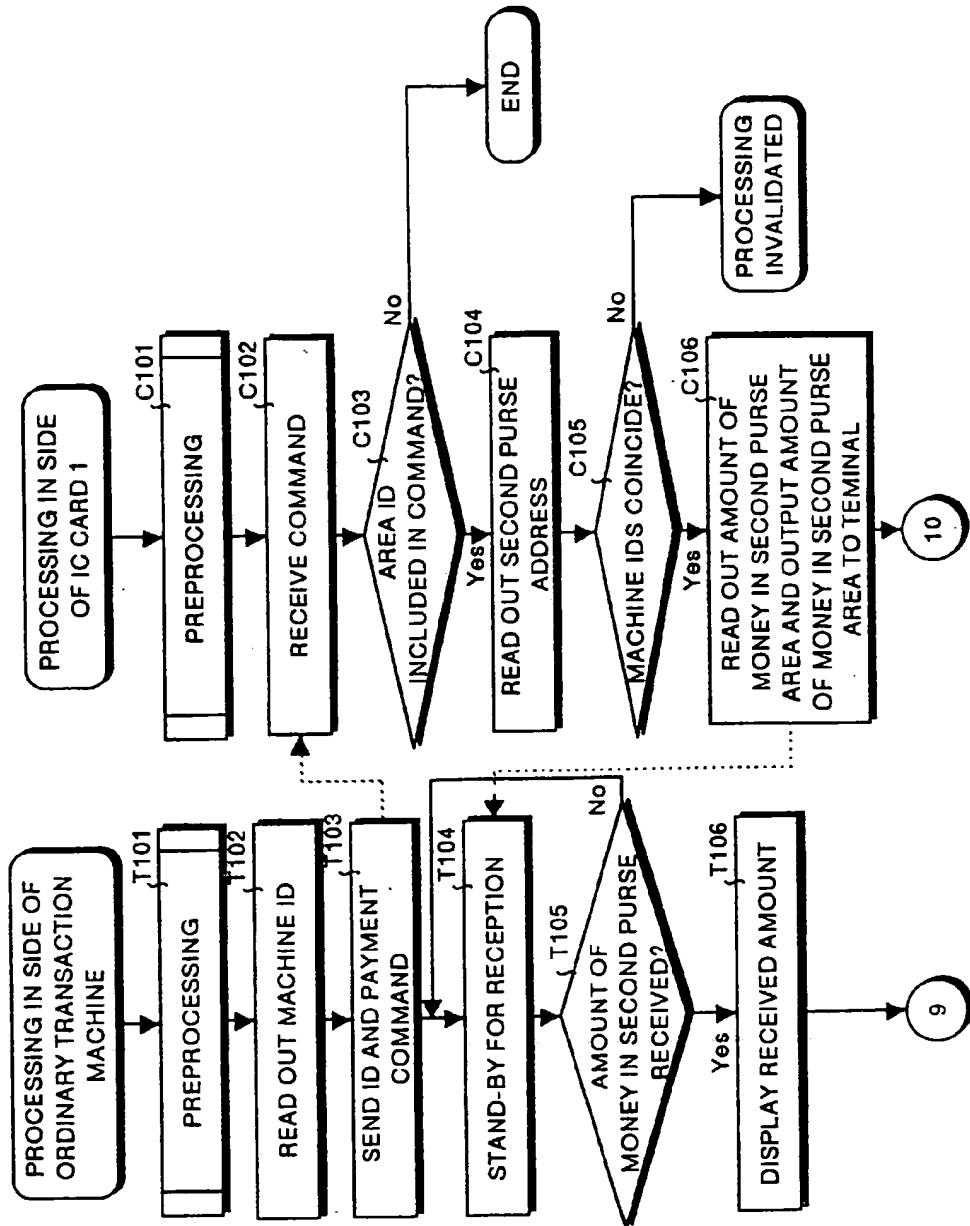 PROCESSING IN SIDE OF
ORDINARY TRANSACTION
MACHINE
T101
PREPROCESSING
T102
READ OUT MACHINE ID
T103
SEND ID AND PAYMENT
COMMAND
T104
STAND-BY FOR RECEPTION
T105
AMOUNT OF
MONEY IN SECOND PURSE
RECEIVED?
No
Yes
T106
DISPLAY RECEIVED AMOUNT
9
PROCESSING IN SIDE
OF IC CARD 1
C101
PREPROCESSING
C102
RECEIVE COMMAND
C103
AREA ID
INCLUDED IN COMMAND?
No
END
Yes
C104
READ OUT SECOND PURSE
ADDRESS
C105
MACHINE IDS COINCIDE?
No
PROCESSING
INVALIDATED
Yes
C106
READ OUT AMOUNT OF
MONEY IN SECOND PURSE
AREA AND OUTPUT AMOUNT
OF MONEY IN SECOND PURSE
AREA TO TEMINAL
10